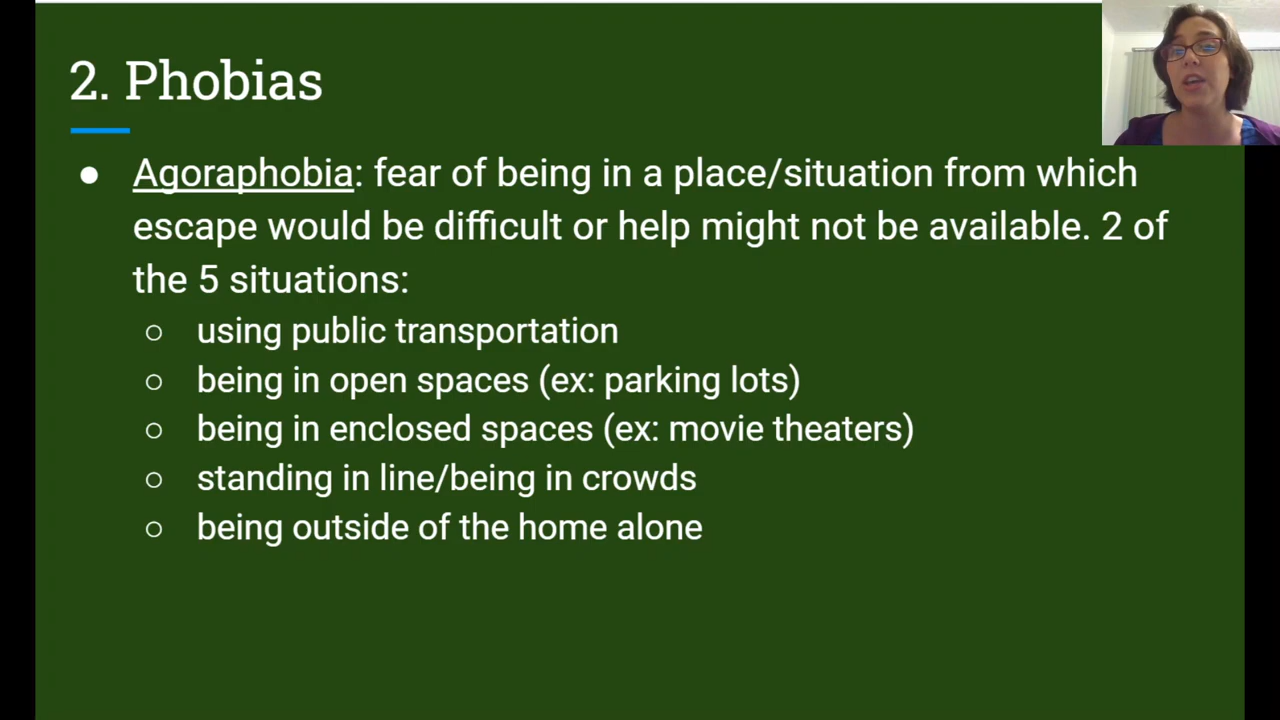 2. Phobias
● Agoraphobia: fear of being in a place/situation from which
escape would be difficult or help might not be available. 2 of
the 5 situations:
○ using public transportation
○ being in open spaces (ex: parking lots)
○ being in enclosed spaces (ex: movie theaters)
○ standing in line/being in crowds
○ being outside of the home alone